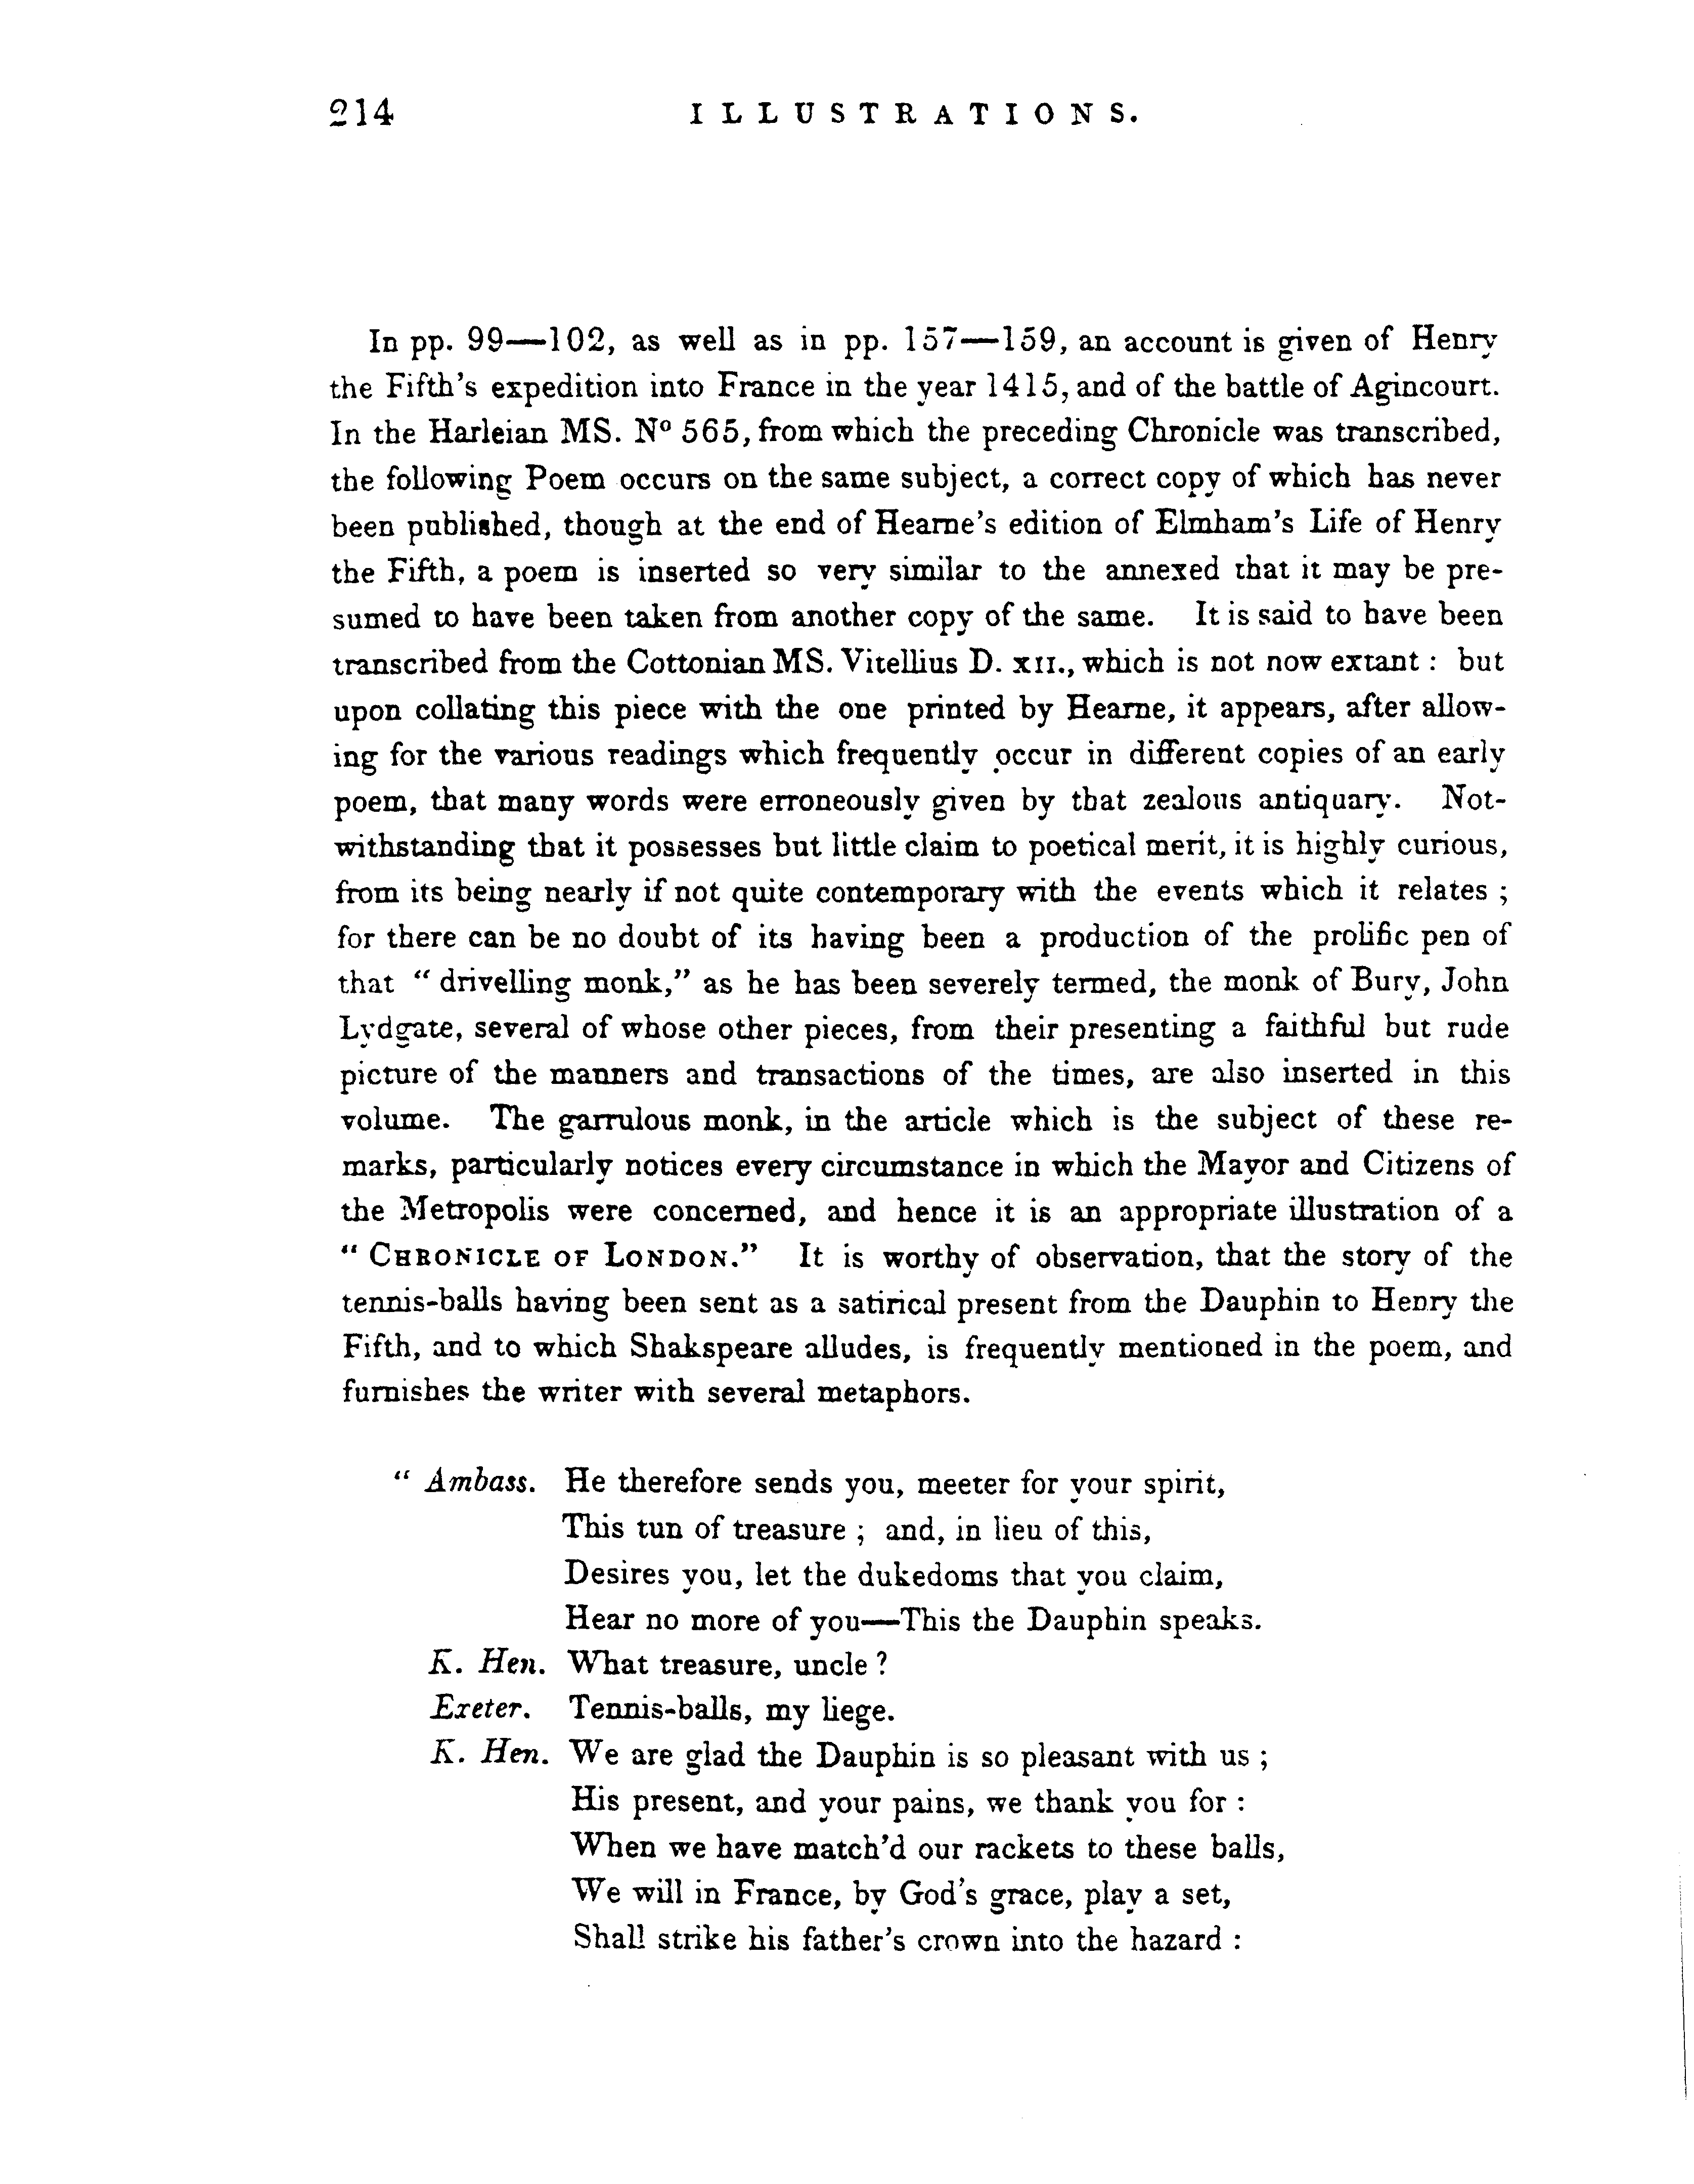 214 ILLUSTRATIONS.
In pp. 99—102, as well as in pp. 157—159, an account is given of Henry
the Fifth's expedition into France in the year 1415, and of the battle of Agincourt.
In the Harleian MS. Nº 565, from which the preceding Chronicle was transcribed,
the following Poem occurs on the same subject, a correct copy of which has never
been published, though at the end of Hearne's edition of Elmham's Life of Henry
the Fifth, a poem is inserted so very similar to the annexed that it may be pre-
sumed to have been taken from another copy of the same. It is said to have been
transcribed from the Cottonian MS. Vitellius D. XII., which is not now extant : but
upon collating this piece with the one printed by Hearne, it appears, after allow-
ing for the various readings which frequently occur in different copies of an early
poem, that many words were erroneously given by that zealous antiquary. Not-
withstanding that it possesses but little claim to poetical merit, it is highly curious,
from its being nearly if not quite contemporary with the events which it relates ;
for there can be no doubt of its having been a production of the prolific pen of
that “ drivelling monk,” as he has been severely termed, the monk of Bury, John
Lydgate, several of whose other pieces, from their presenting a faithful but rude
picture of the manners and transactions of the times, are also inserted in this
volume. The garrulous monk, in the article which is the subject of these re-
marks, particularly notices every circumstance in which the Mayor and Citizens of
the Metropolis were concerned, and hence it is an appropriate illustration of a
“ CHRONICLE OF LONDON.” It is worthy of observation, that the story of the
tennis-balls having been sent as a satirical present from the Dauphin to Henry the
Fifth, and to which Shakspeare alludes, is frequently mentioned in the poem, and
furnishes the writer with several metaphors.
“ Ambass. He therefore sends you, meeter for your spirit,
This tun of treasure ; and, in lieu of this,
Desires you, let the dukedoms that you claim,
Hear no more of you—This the Dauphin speaks.
K. Hen. What treasure, uncle ?
Exeter. Tennis-balls, my liege.
K. Hen. We are glad the Dauphin is so pleasant with us ;
His present, and your pains, we thank you for :
When we have match'd our rackets to these balls,
We will in France, by God's grace, play a set,
Shall strike his father's crown into the hazard :